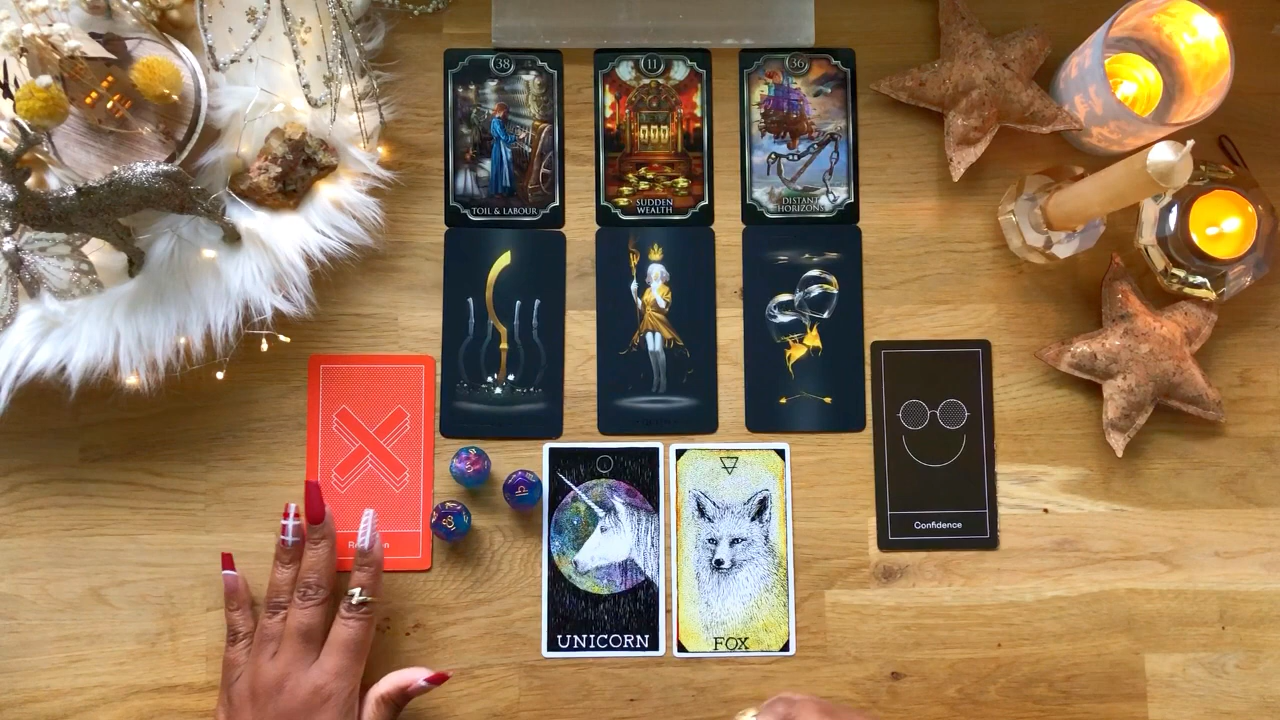 38
TOIL & LABOUR
11
SUDDEN
WEALTH
36
DISTANT
HORIZONS
Confidence
UNICORN
FOX